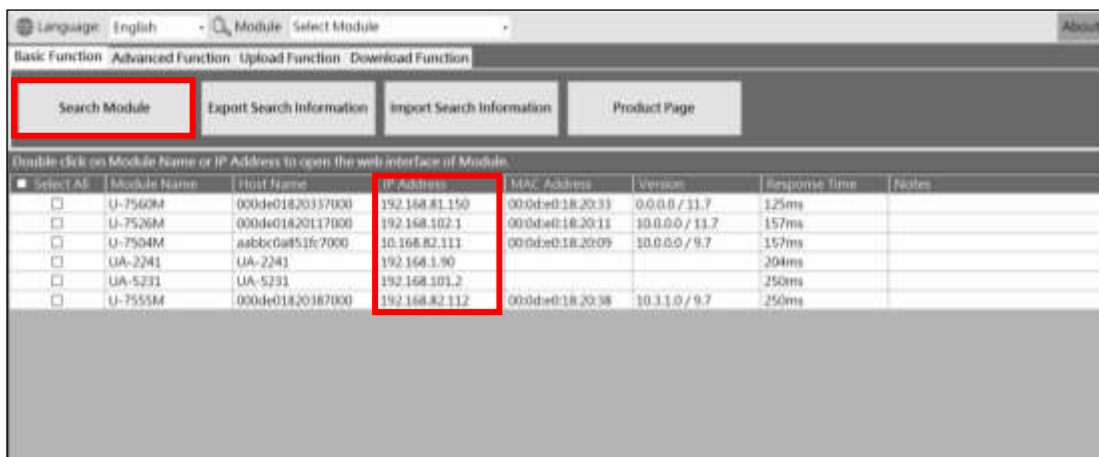 Language: English Module Select Module About
Basic Function Advanced Function Upload Function Download Function
Search Module Export Search Information Import Search Information Product Page
Double click on Module Name or IP Address to open the web interface of Module.
Select All Module Name Host Name IP Address MAC Address Version Response Time Notes
U-7560M 000de01820337000 192.168.81.150 00:0d:e0:18:20:33 0.0.0.0 / 11.7 125ms
U-7526M 000de01820117000 192.168.102.1 00:0d:e0:18:20:11 10.0.0.0 / 11.7 157ms
U-7504M aabbc0a851fc7000 10.168.82.111 00:0d:e0:18:20:09 10.0.0.0 / 9.7 157ms
UA-2241 UA-2241 192.168.1.90 204ms
UA-5231 UA-5231 192.168.101.2 250ms
U-7555M 000de01820387000 192.168.82.112 00:0d:e0:18:20:38 10.3.1.0 / 9.7 250ms